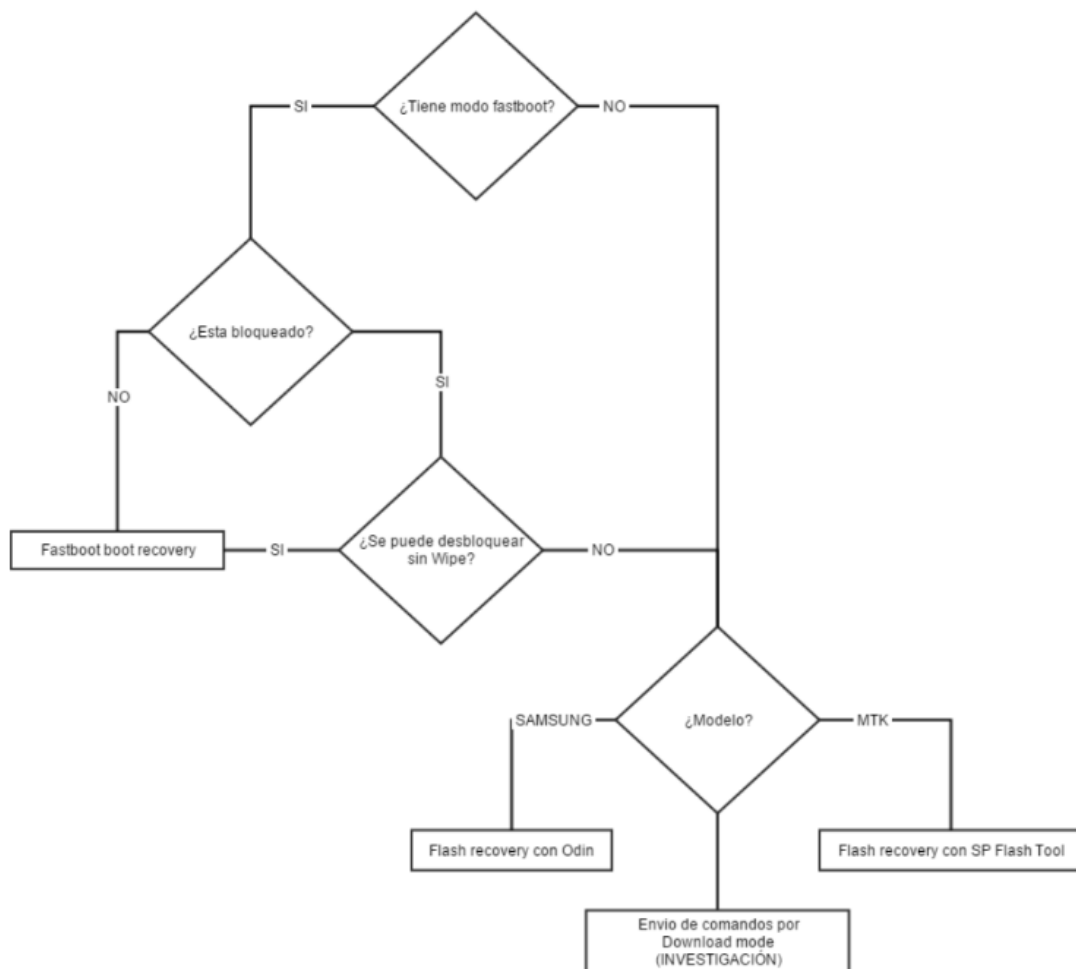 ¿Tiene modo fastboot?
SI
NO
¿Esta bloqueado?
NO
SI
Fastboot boot recovery
SI
¿Se puede desbloquear
sin Wipe?
NO
SAMSUNG
¿Modelo?
MTK
Flash recovery con Odin
Flash recovery con SP Flash Tool
Envio de comandos por
Download mode
(INVESTIGACIÓN)